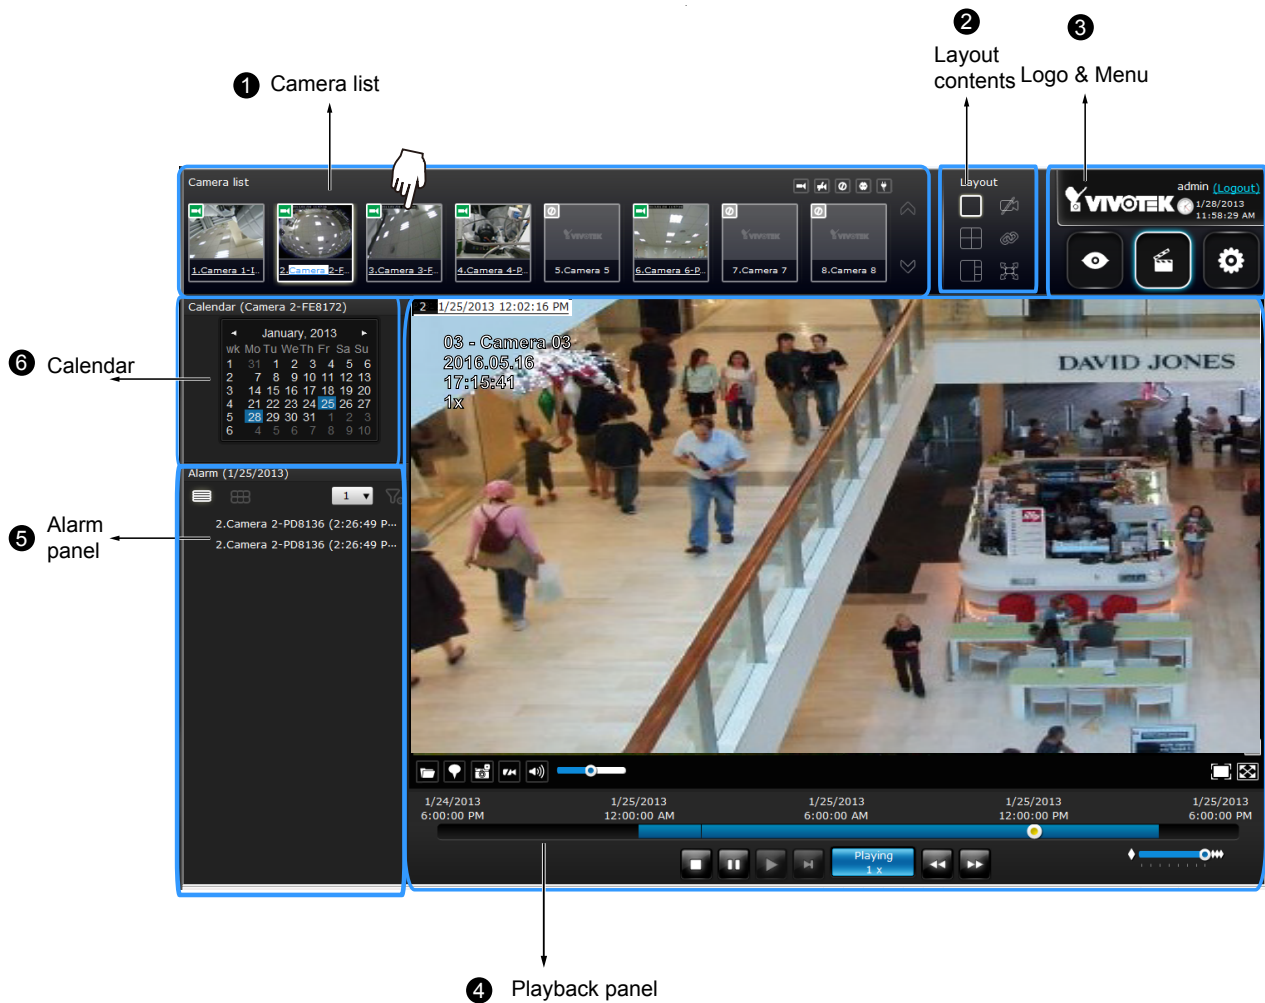 2
3
Layout
contents
Logo & Menu
1 Camera list
Camera list
Layout
admin (Logout)
VIVOTEK
1/28/2013
11:58:29 AM
1.Camera 1-I...
2.Camera 2-F...
3.Camera 3-F...
4.Camera 4-P...
VIVOTEK
5.Camera 5
6.Camera 6-P...
VIVOTEK
7.Camera 7
VIVOTEK
8.Camera 8
Calendar (Camera 2-FE8172)
January, 2013
wk Mo Tu We Th Fr Sa Su
1 31 1 2 3 4 5 6
2 7 8 9 10 11 12 13
3 14 15 16 17 18 19 20
4 21 22 23 24 25 26 27
5 28 29 30 31 1 2 3
6 4 5 6 7 8 9 10
6 Calendar
2 1/25/2013 12:02:16 PM
03 - Camera 03
2016.05.16
17:15:41
1x
DAVID JONES
Alarm (1/25/2013)
1
2.Camera 2-PD8136 (2:26:49 P...
2.Camera 2-PD8136 (2:26:49 P...
5 Alarm
panel
1/24/2013
6:00:00 PM
1/25/2013
12:00:00 AM
1/25/2013
6:00:00 AM
1/25/2013
12:00:00 PM
1/25/2013
6:00:00 PM
Playing
1 x
4 Playback panel